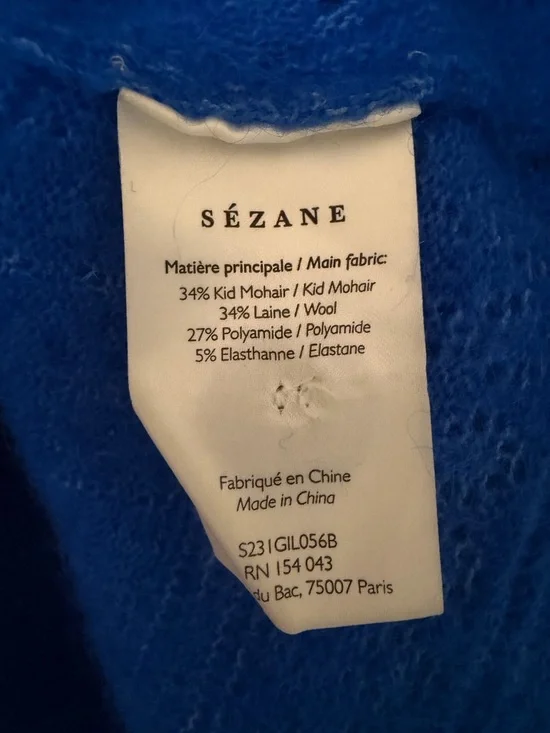 SÉZANE
Matière principale / Main fabric:
34% Kid Mohair / Kid Mohair
34% Laine / Wool
27% Polyamide / Polyamide
5% Elasthanne / Elastane
Fabriqué en Chine
Made in China
S231GIL056B
RN 154 043
du Bac, 75007 Paris